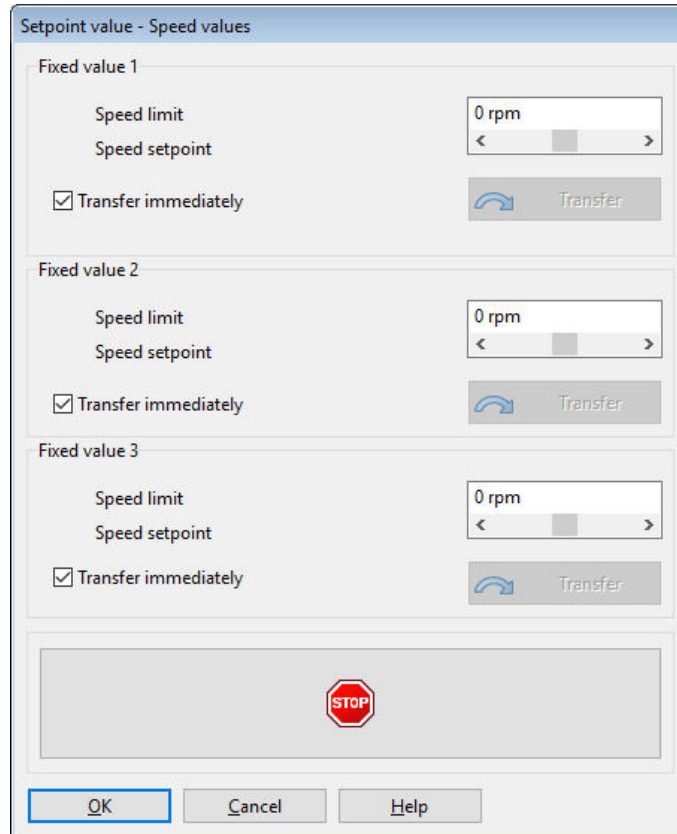 Setpoint value - Speed values
Fixed value 1
Speed limit
0 rpm
Speed setpoint
Transfer immediately
Transfer
Fixed value 2
Speed limit
0 rpm
Speed setpoint
Transfer immediately
Transfer
Fixed value 3
Speed limit
0 rpm
Speed setpoint
Transfer immediately
Transfer
STOP
OK
Cancel
Help